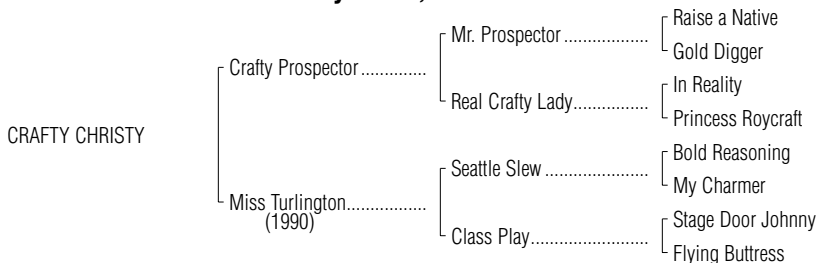 Raise a Native
Mr. Prospector ...................
Gold Digger
Crafty Prospector ..............
In Reality
Real Crafty Lady.................
Princess Roycraft
CRAFTY CHRISTY
Bold Reasoning
Seattle Slew .......................
My Charmer
Miss Turlington..................
(1990)
Stage Door Johnny
Class Play..........................
Flying Buttress